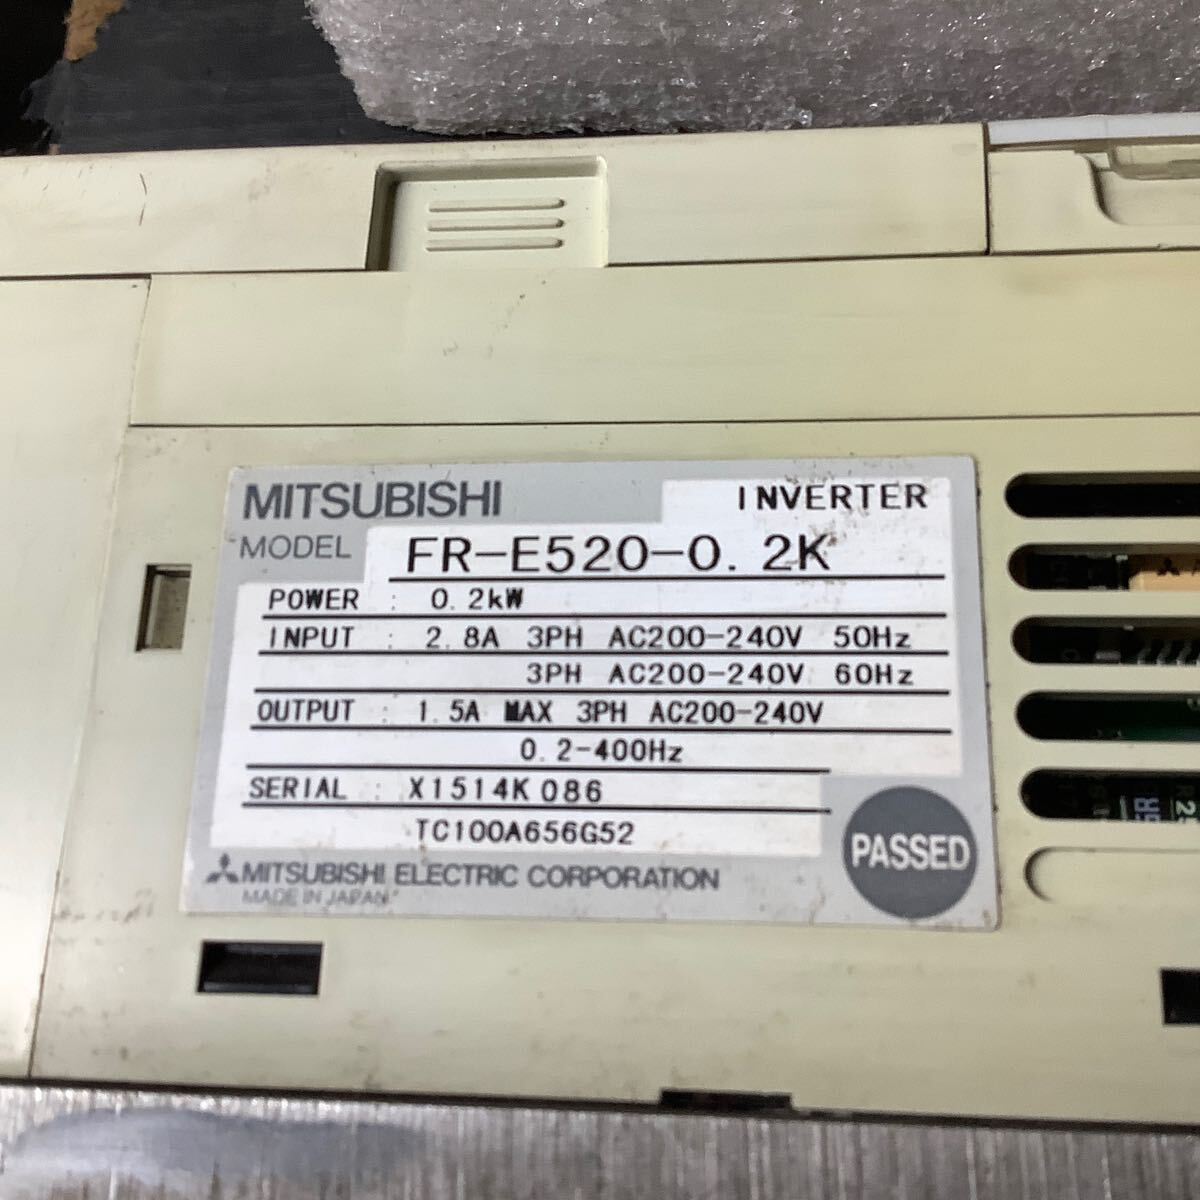 MITSUBISHI INVERTER
MODEL FR-E520-0.2K
POWER : 0.2kW
INPUT : 2.8A 3PH AC200-240V 50Hz
3PH AC200-240V 60Hz
OUTPUT : 1.5A MAX 3PH AC200-240V
0.2-400Hz
SERIAL : X1514K086
TC100A656G52
PASSED
MITSUBISHI ELECTRIC CORPORATION
MADE IN JAPAN